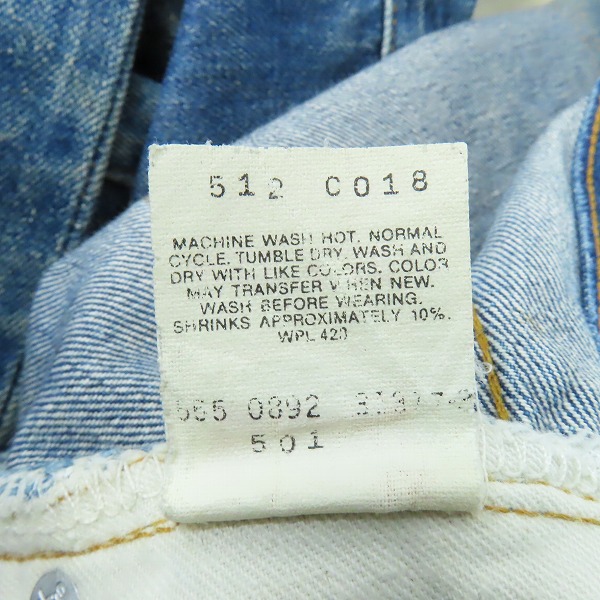 512 C018
MACHINE WASH HOT. NORMAL
CYCLE. TUMBLE DRY. WASH AND
DRY WITH LIKE COLORS. COLOR
MAY TRANSFER WHEN NEW.
WASH BEFORE WEARING.
SHRINKS APPROXIMATELY 10%.
WPL 423
0892
501